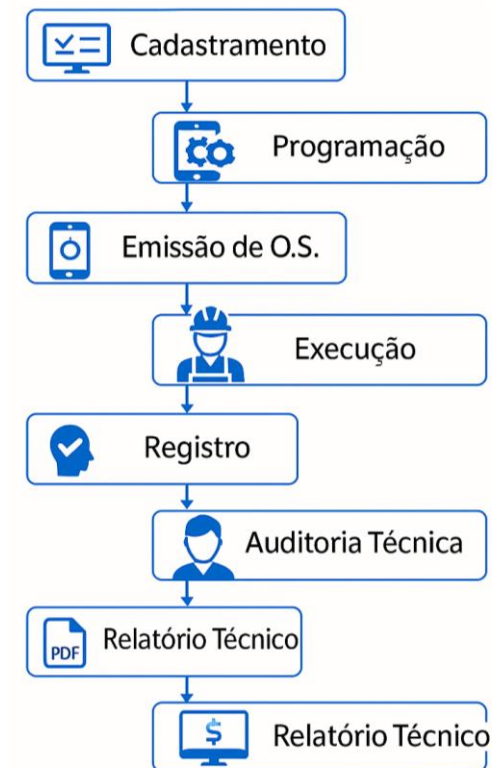 Cadastramento
Programação
Emissão de O.S.
Execução
Registro
Auditoria Técnica
PDF
Relatório Técnico
$
Relatório Técnico